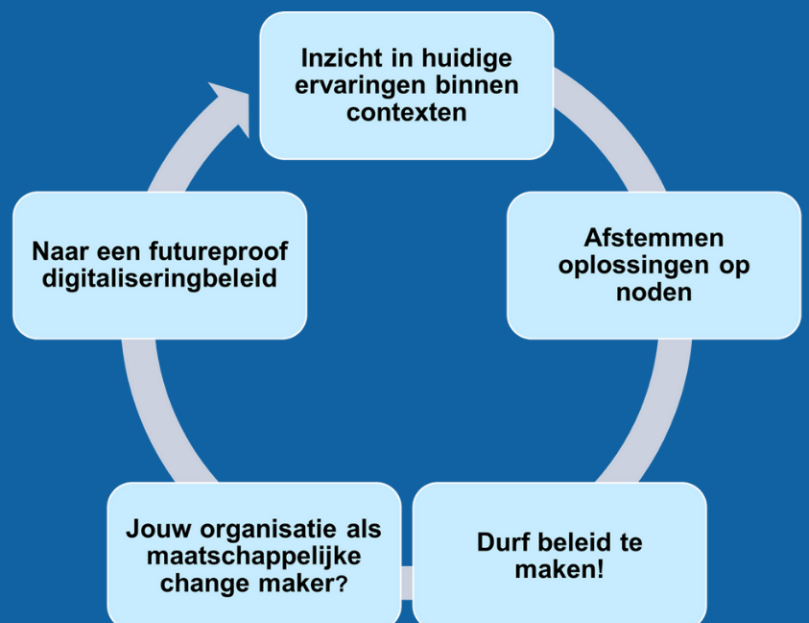 Inzicht in huidige
ervaringen binnen
contexten
Afstemmen
oplossingen op
noden
Durf beleid te
maken!
Jouw organisatie als
maatschappelijke
change maker?
Naar een futureproof
digitaliseringbeleid